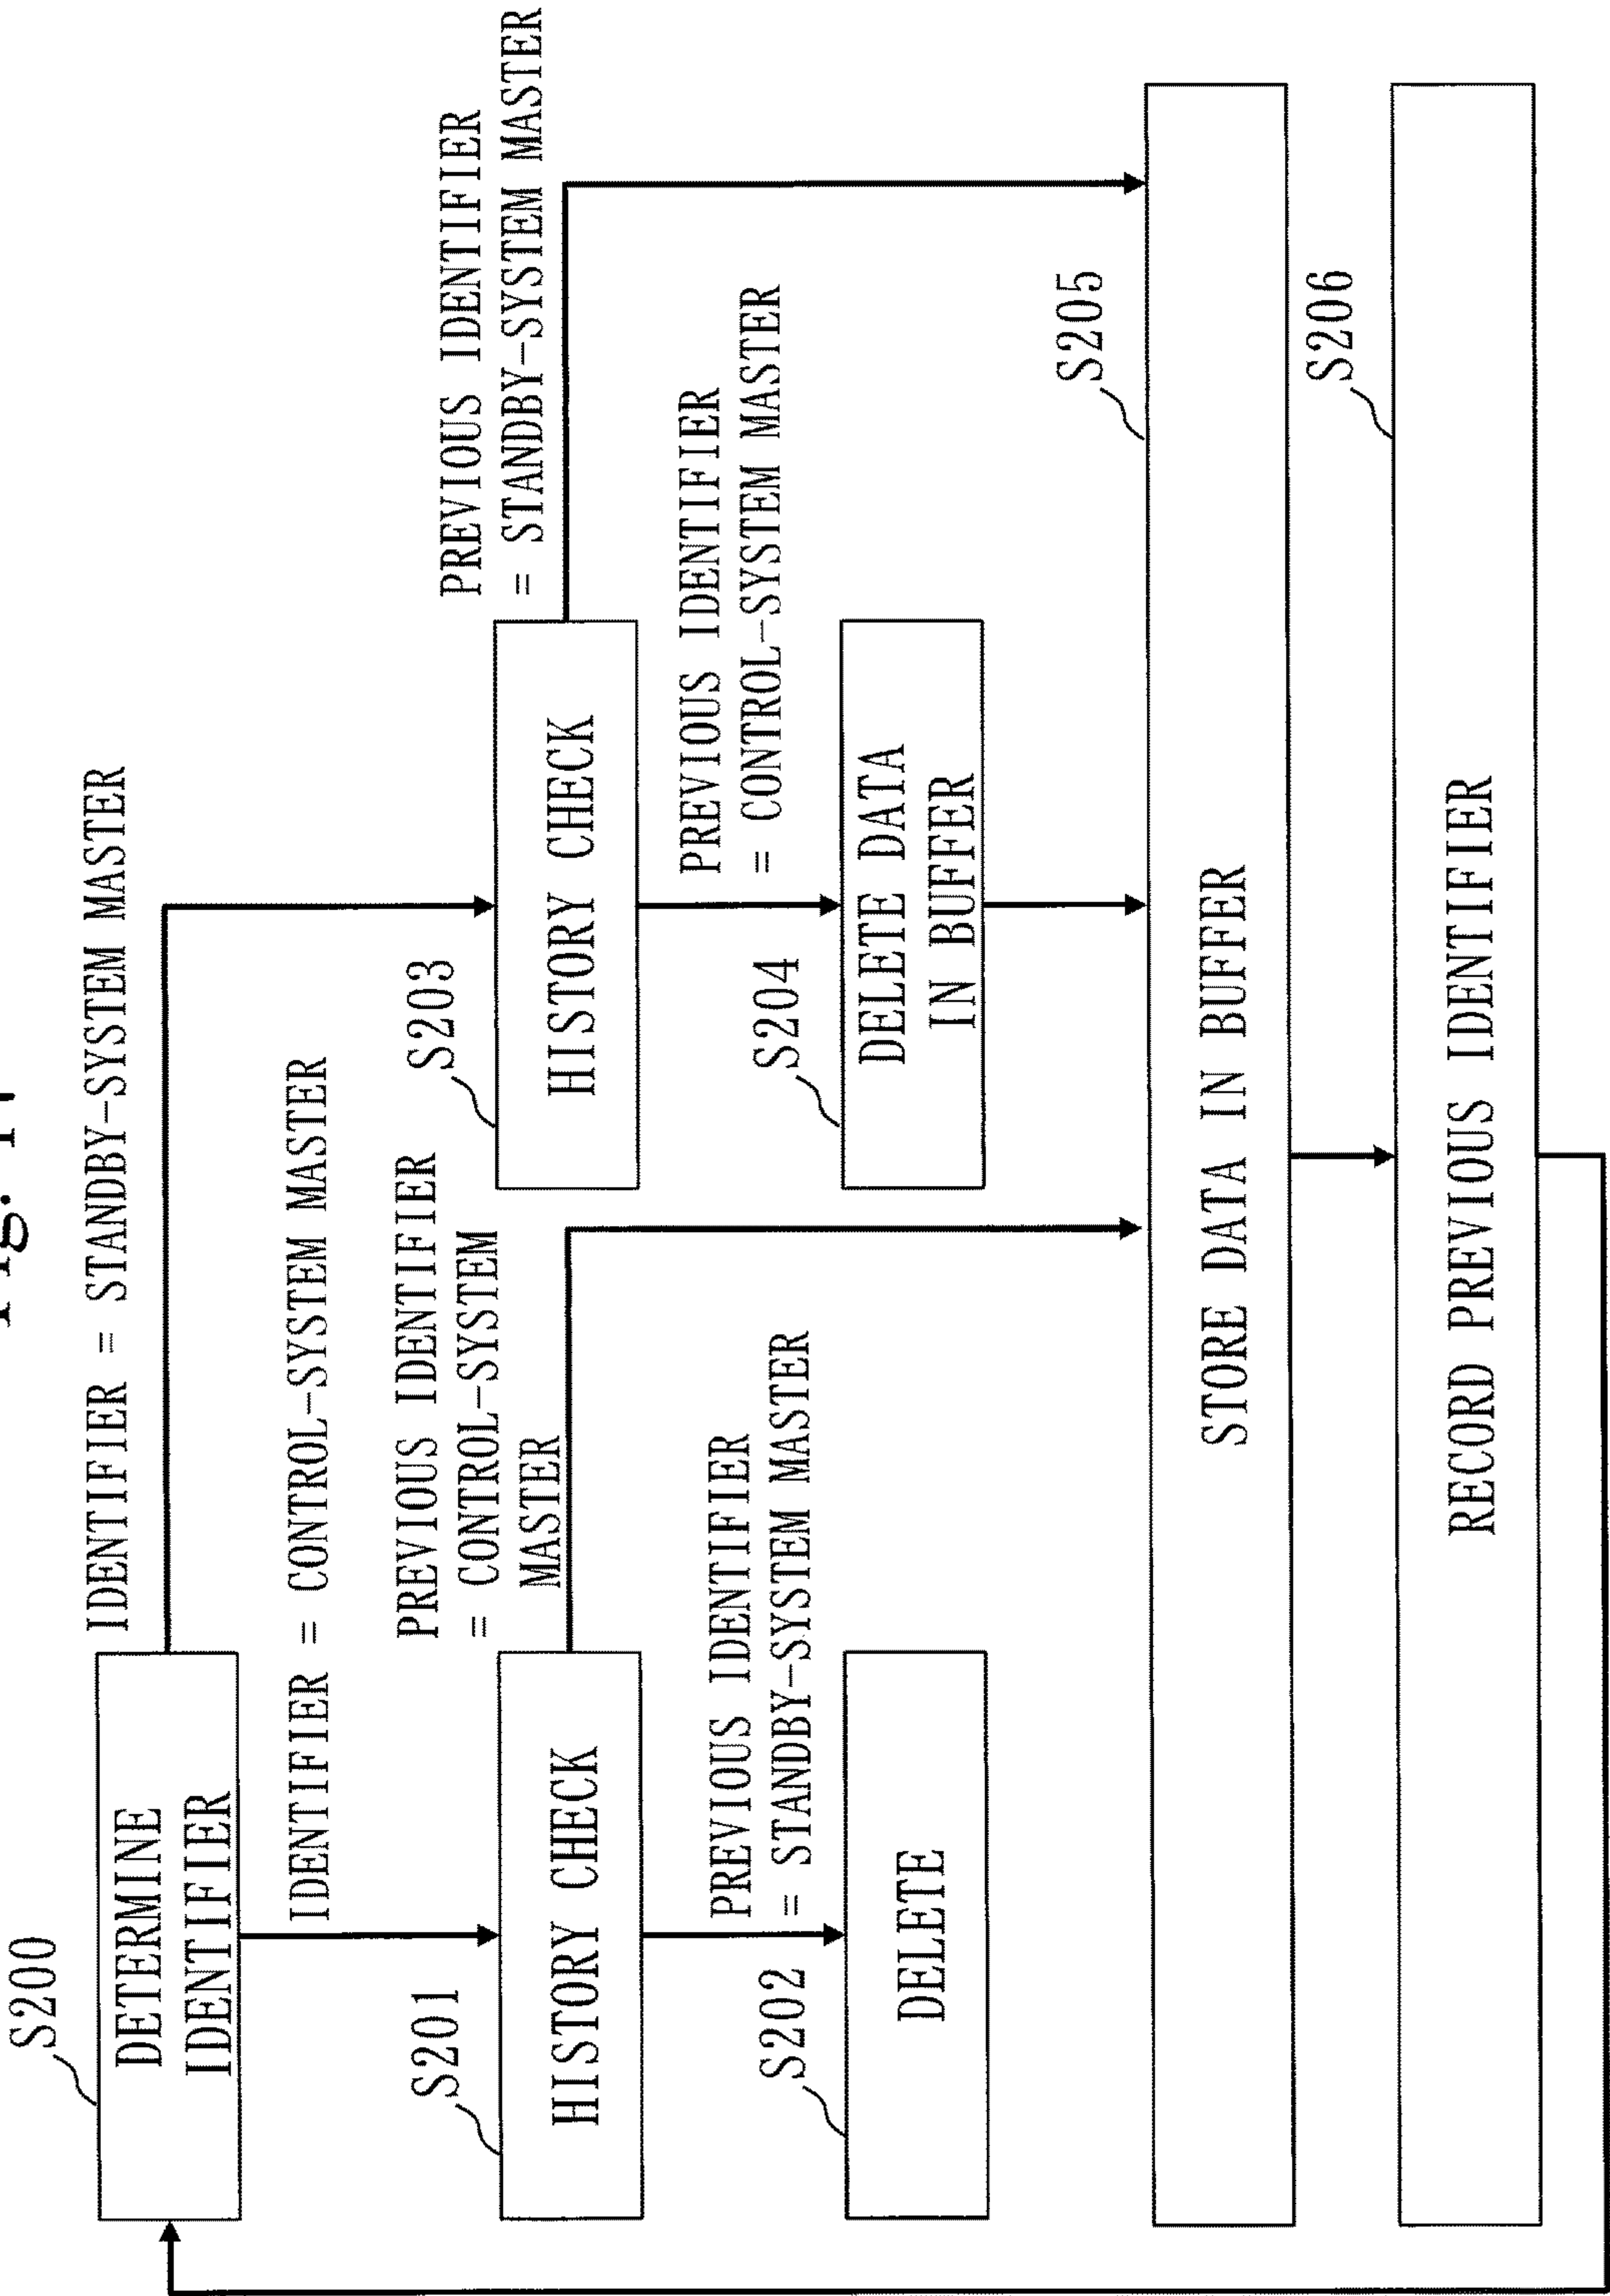 S200
DETERMINE
IDENTIFIER
IDENTIFIER = STANDBY-SYSTEM MASTER
IDENTIFIER = CONTROL-SYSTEM MASTER
S201
HISTORY CHECK
PREVIOUS IDENTIFIER
= CONTROL-SYSTEM
MASTER
S203
HISTORY CHECK
PREVIOUS IDENTIFIER
= STANDBY-SYSTEM MASTER
PREVIOUS IDENTIFIER
= STANDBY-SYSTEM MASTER
S202
DELETE
PREVIOUS IDENTIFIER
= CONTROL-SYSTEM MASTER
S204
DELETE DATA
IN BUFFER
S205
STORE DATA IN BUFFER
S206
RECORD PREVIOUS IDENTIFIER